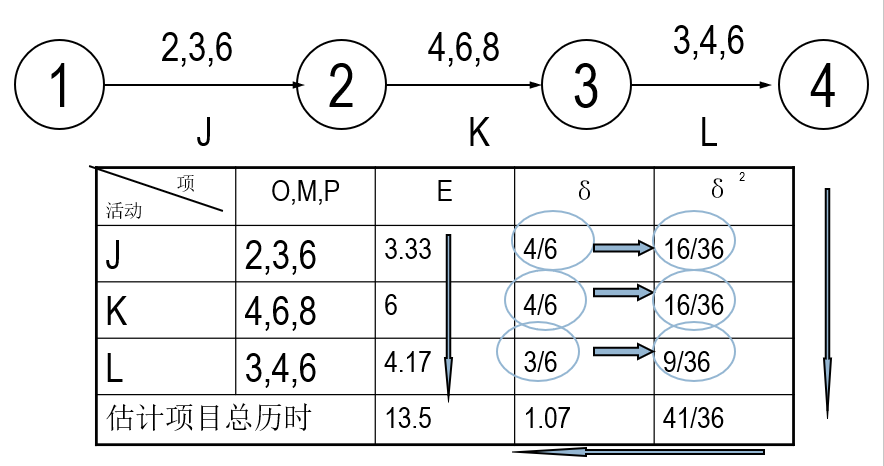 2,3,6 4,6,8 3,4,6
1 2 3 4
J K L
项 O,M,P E δ δ 2
活动
J 2,3,6 3.33 4/6 16/36
K 4,6,8 6 4/6 16/36
L 3,4,6 4.17 3/6 9/36
估计项目总历时 13.5 1.07 41/36